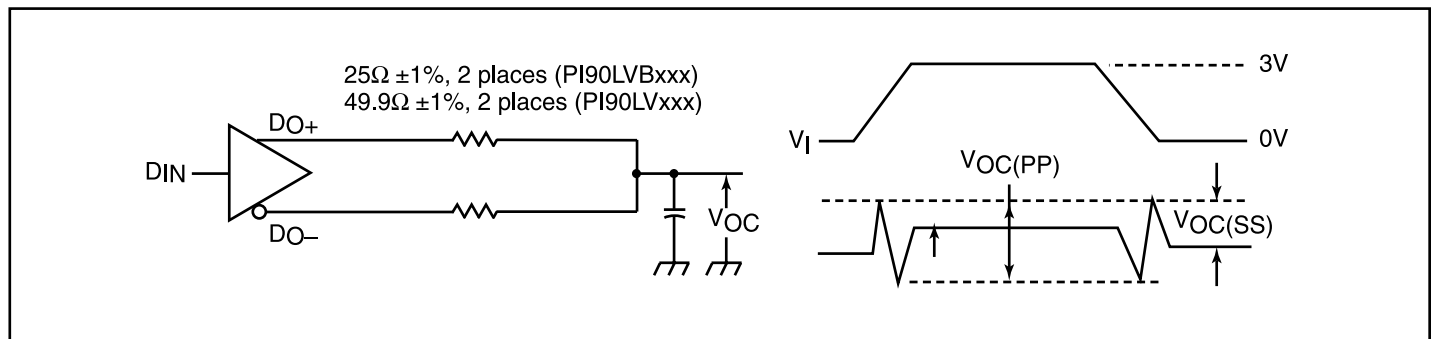 25Ω ±1%, 2 places (PI90LVBxxx)
49.9Ω ±1%, 2 places (PI90LVxxx)
DO+
DIN
DO–
VOC
3V
VI
0V
VOC(PP)
VOC(SS)